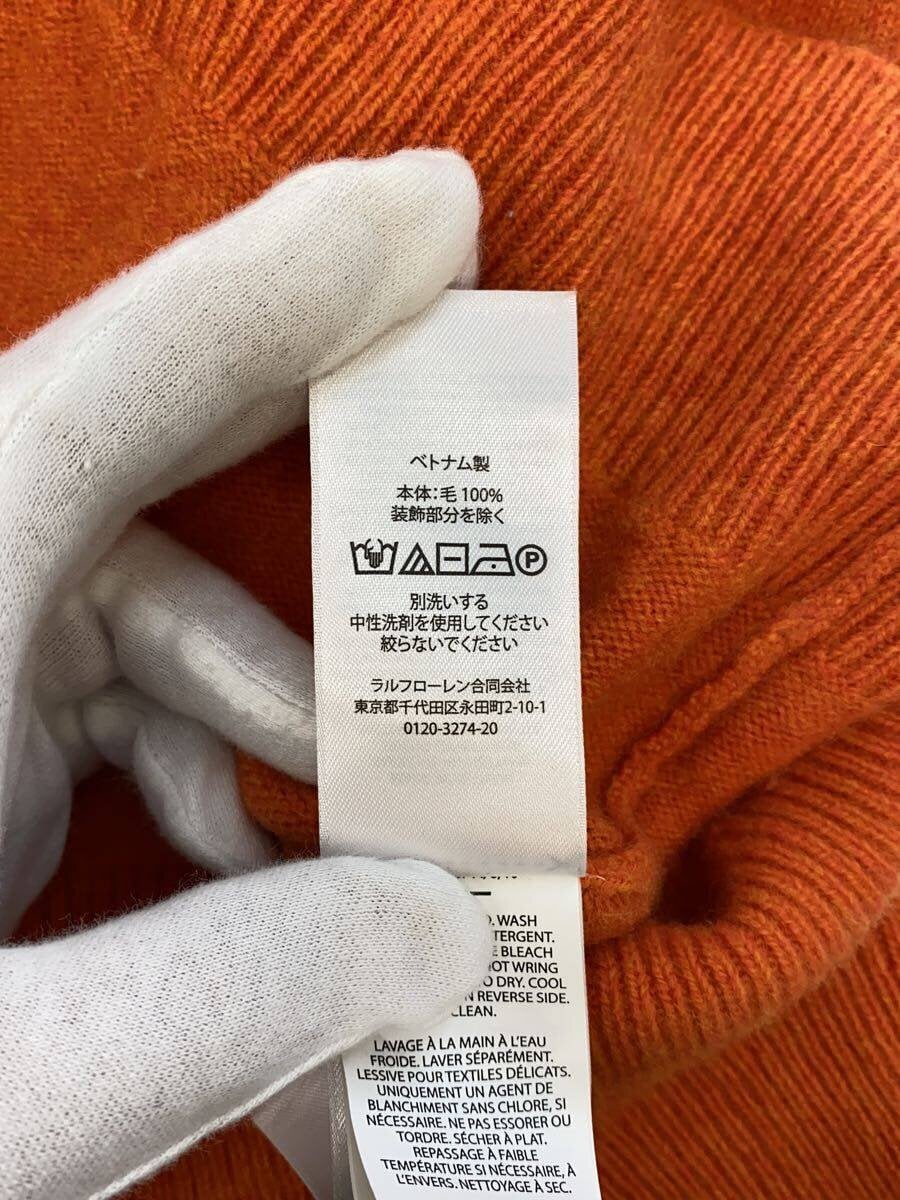 ベトナム製
本体：毛 100%
装飾部分を除く
P
別洗いする
中性洗剤を使用してください
絞らないでください
ラルフローレン合同会社
東京都千代田区永田町2-10-1
0120-3274-20
WASH
BLEACH
WRING
DRY. COOL
REVERSE SIDE.
CLEAN.
LAVAGE À LA MAIN À L'EAU
FROIDE. LAVER SÉPARÉMENT.
LESSIVE POUR TEXTILES DÉLICATS.
UNIQUEMENT UN AGENT DE
BLANCHIMENT SANS CHLORE, SI
NÉCESSAIRE. NE PAS ESSORER OU
TORDRE. SÉCHER À PLAT.
REPASSAGE À FAIBLE
TEMPÉRATURE SI NÉCESSAIRE, À
L'ENVERS. NETTOYAGE À SEC.